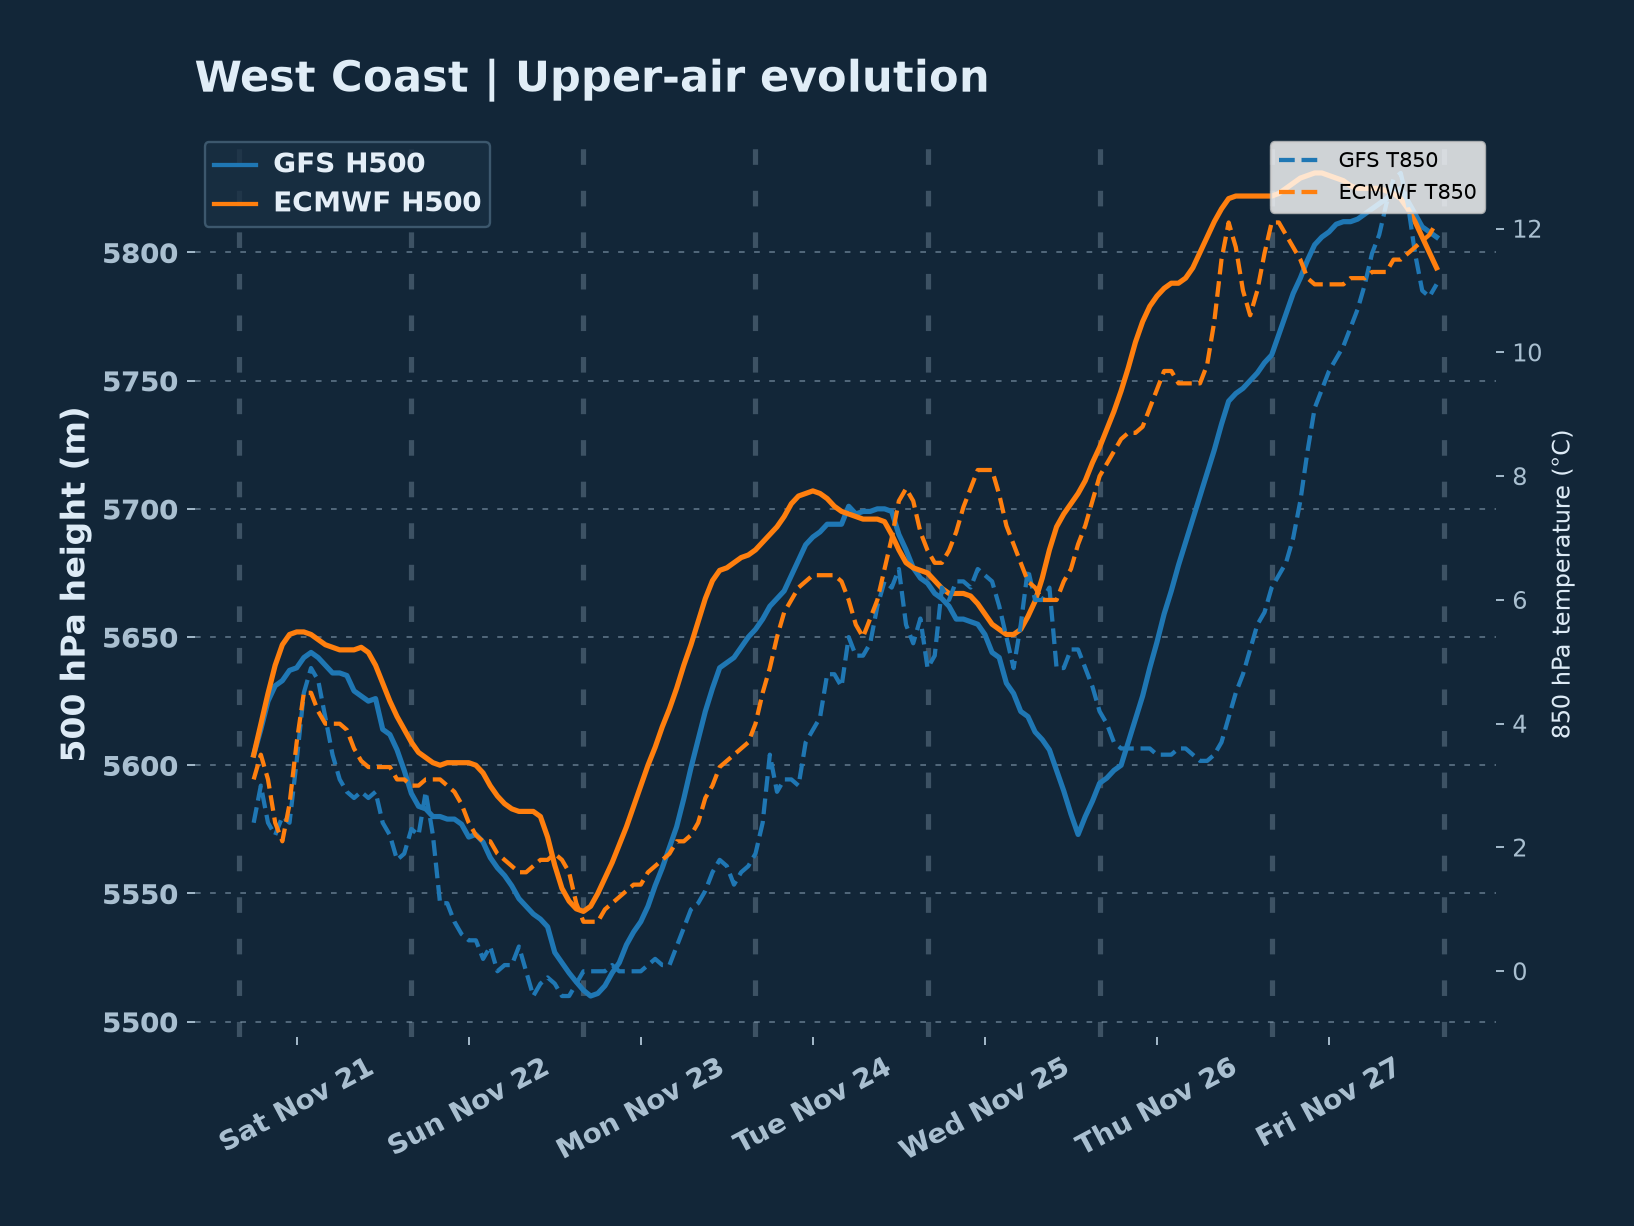 West Coast | Upper-air evolution
GFS H500
ECMWF H500
GFS T850
ECMWF T850
5800
5750
5700
5650
5600
5550
5500
500 hPa height (m)
12
10
8
6
4
2
0
850 hPa temperature (°C)
Sat Nov 21
Sun Nov 22
Mon Nov 23
Tue Nov 24
Wed Nov 25
Thu Nov 26
Fri Nov 27